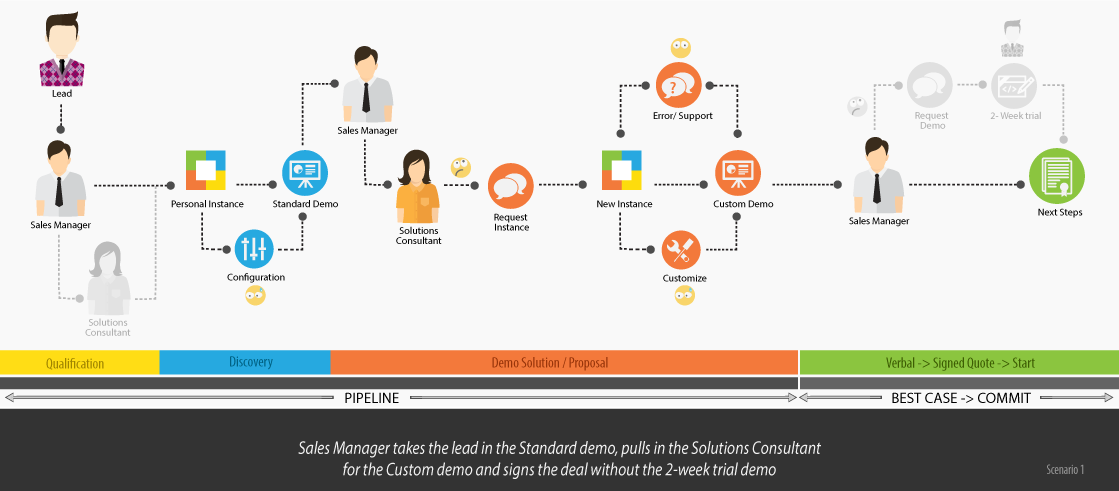 Lead
Sales Manager
Solutions
Consultant
Personal Instance
Standard Demo
Configuration
Sales Manager
Solutions
Consultant
Request
Instance
?
Error/ Support
New Instance
Custom Demo
Customize
Sales Manager
Request
Demo
</>
2- Week trial
Next Steps
Qualification
Discovery
Demo Solution / Proposal
Verbal -> Signed Quote -> Start
PIPELINE
BEST CASE -> COMMIT
Sales Manager takes the lead in the Standard demo, pulls in the Solutions Consultant
for the Custom demo and signs the deal without the 2-week trial demo
Scenario 1